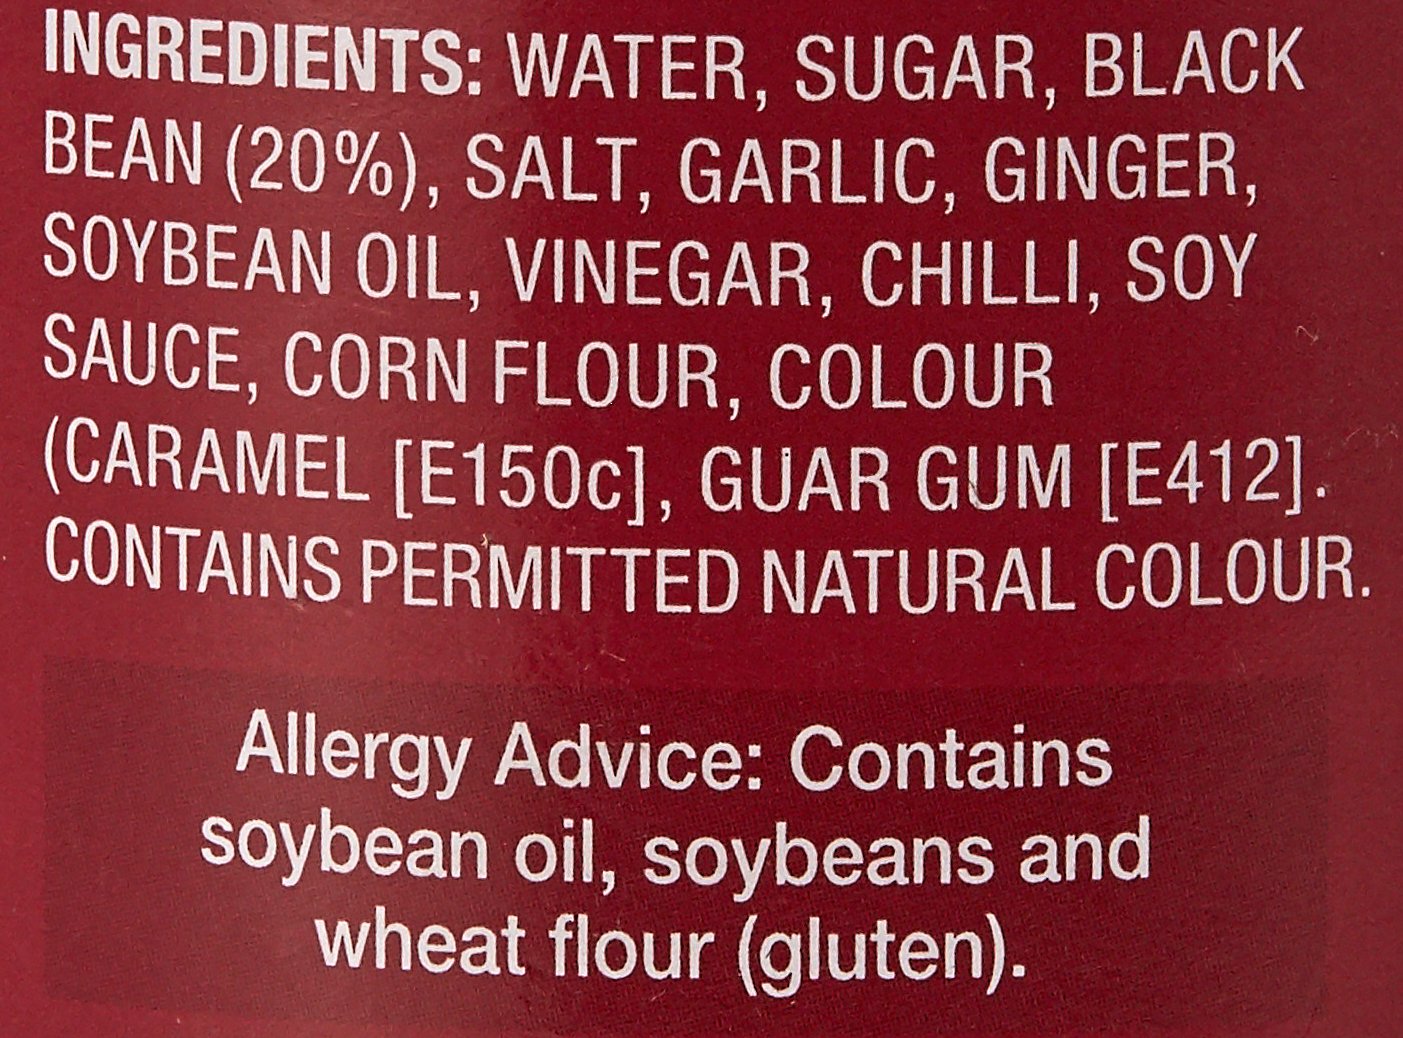 INGREDIENTS: WATER, SUGAR, BLACK
BEAN (20%), SALT, GARLIC, GINGER,
SOYBEAN OIL, VINEGAR, CHILLI, SOY
SAUCE, CORN FLOUR, COLOUR
(CARAMEL [E150c], GUAR GUM [E412].
CONTAINS PERMITTED NATURAL COLOUR.
Allergy Advice: Contains
soybean oil, soybeans and
wheat flour (gluten).